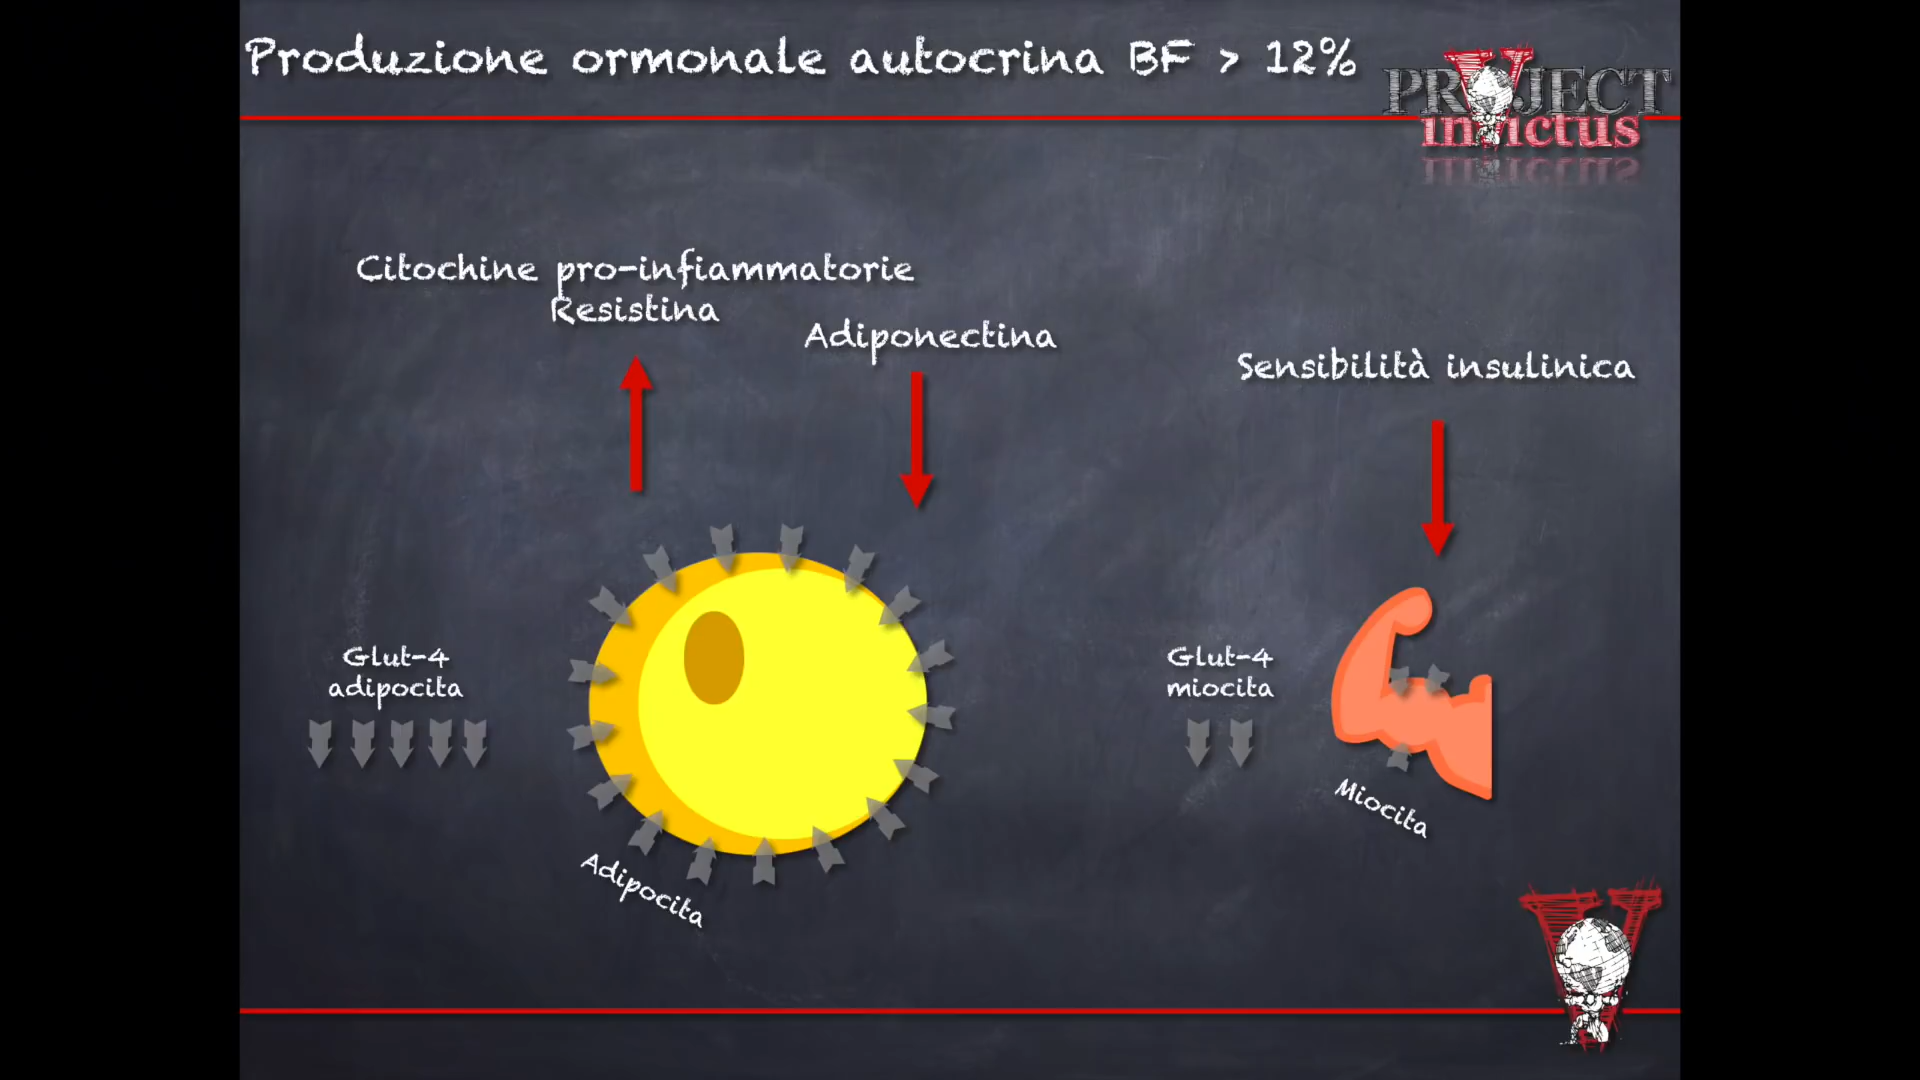 Produzione ormonale autocrina BF > 12%
PROJECT
invictus
Citochine pro-infiammatorie
Resistina
Adiponectina
Sensibilità insulinica
Glut-4
adipocita
Glut-4
miocita
Miocita
Adipocita